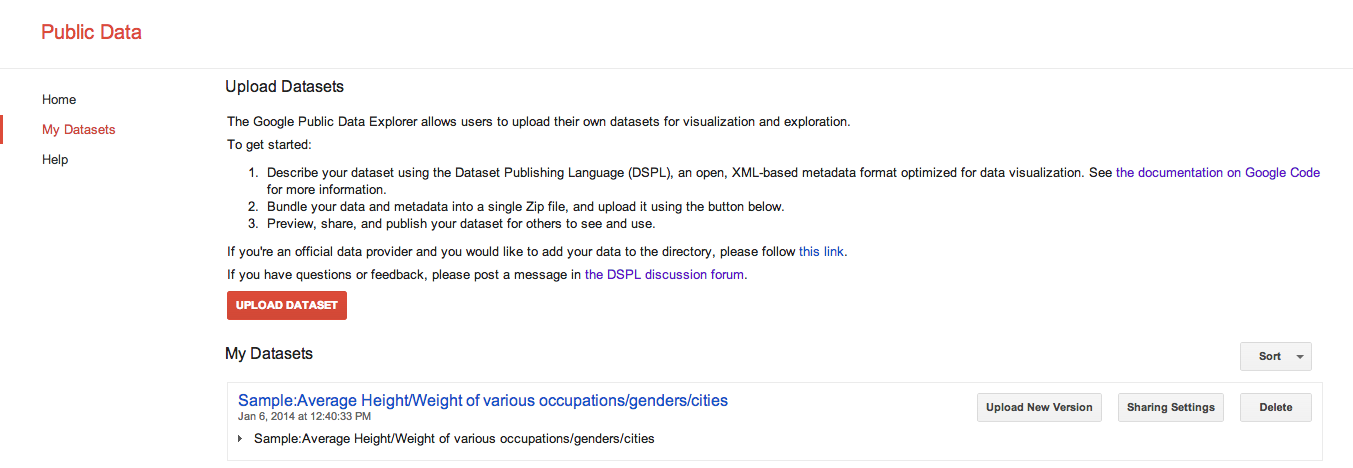 Public Data
Home
My Datasets
Help
Upload Datasets
The Google Public Data Explorer allows users to upload their own datasets for visualization and exploration.
To get started:
1. Describe your dataset using the Dataset Publishing Language (DSPL), an open, XML-based metadata format optimized for data visualization. See the documentation on Google Code
for more information.
2. Bundle your data and metadata into a single Zip file, and upload it using the button below.
3. Preview, share, and publish your dataset for others to see and use.
If you're an official data provider and you would like to add your data to the directory, please follow this link.
If you have questions or feedback, please post a message in the DSPL discussion forum.
UPLOAD DATASET
My Datasets
Sort
Sample:Average Height/Weight of various occupations/genders/cities
Jan 6, 2014 at 12:40:33 PM
Upload New Version
Sharing Settings
Delete
Sample:Average Height/Weight of various occupations/genders/cities